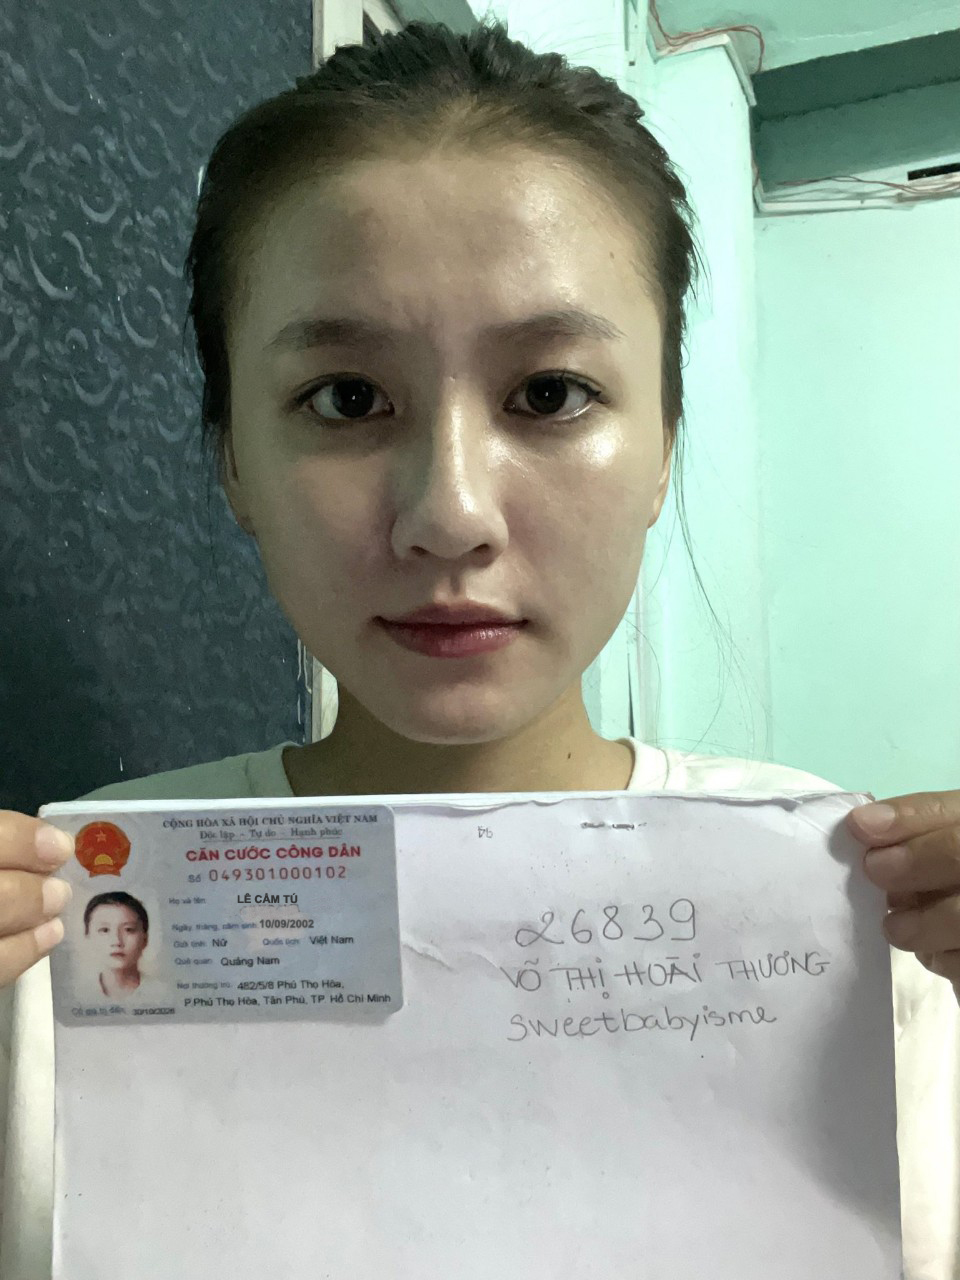 CỘNG HÒA XÃ HỘI CHỦ NGHĨA VIỆT NAM
Độc lập - Tự do - Hạnh phúc
CĂN CƯỚC CÔNG DÂN
Số 049301000102
Họ và tên: LÊ CẨM TÚ
Ngày, tháng, năm sinh: 10/09/2002
Giới tính: Nữ Quốc tịch: Việt Nam
Quê quán: Quảng Nam
Nơi thường trú: 482/5/8 Phú Thọ Hòa,
P.Phú Thọ Hòa, Tân Phú, TP Hồ Chí Minh
Có giá trị đến:
26839
VÕ THỊ HOÀI THƯƠNG
sweetbabyisme